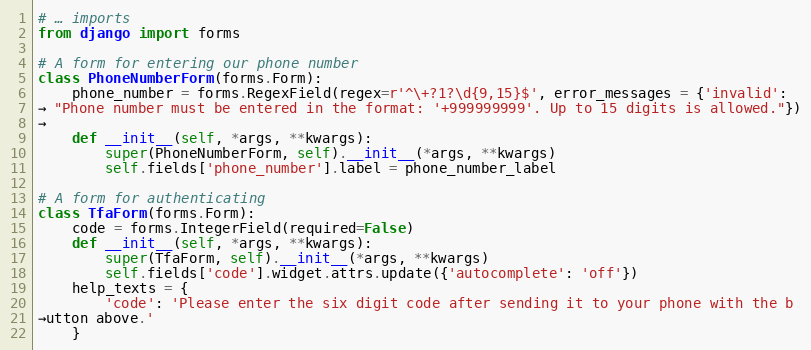 1 # … imports
2 from django import forms
3
4 # A form for entering our phone number
5 class PhoneNumberForm(forms.Form):
6     phone_number = forms.RegexField(regex=r'^\+?1?\d{9,15}$', error_messages = {'invalid':
7 → "Phone number must be entered in the format: '+999999999'. Up to 15 digits is allowed."})
8 →
9     def __init__(self, *args, **kwargs):
10         super(PhoneNumberForm, self).__init__(*args, **kwargs)
11         self.fields['phone_number'].label = phone_number_label
12
13 # A form for authenticating
14 class TfaForm(forms.Form):
15     code = forms.IntegerField(required=False)
16     def __init__(self, *args, **kwargs):
17         super(TfaForm, self).__init__(*args, **kwargs)
18         self.fields['code'].widget.attrs.update({'autocomplete': 'off'})
19     help_texts = {
20         'code': 'Please enter the six digit code after sending it to your phone with the b
21 →utton above.'
22     }